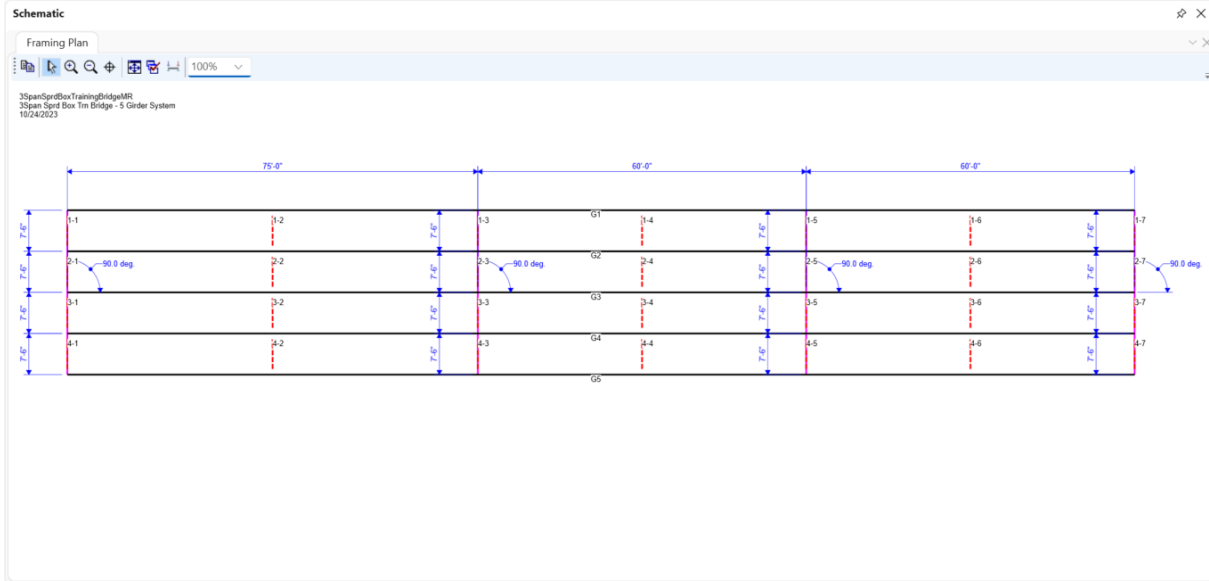 Schematic
Framing Plan
100%
3SpanSprdBoxTrainingBridgeMR
3Span Sprd Box Trn Bridge - 5 Girder System
10/24/2023
75'-0" 60'-0" 60'-0"
G1
1-1 1-2 1-3 1-4 1-5 1-6 1-7
7'-6" 7'-6" 7'-6" 7'-6"
G2
2-1 90.0 deg. 2-2 2-3 90.0 deg. 2-4 2-5 90.0 deg. 2-6 2-7 90.0 deg.
7'-6" 7'-6" 7'-6" 7'-6"
G3
3-1 3-2 3-3 3-4 3-5 3-6 3-7
7'-6" 7'-6" 7'-6" 7'-6"
G4
4-1 4-2 4-3 4-4 4-5 4-6 4-7
7'-6" 7'-6" 7'-6" 7'-6"
G5